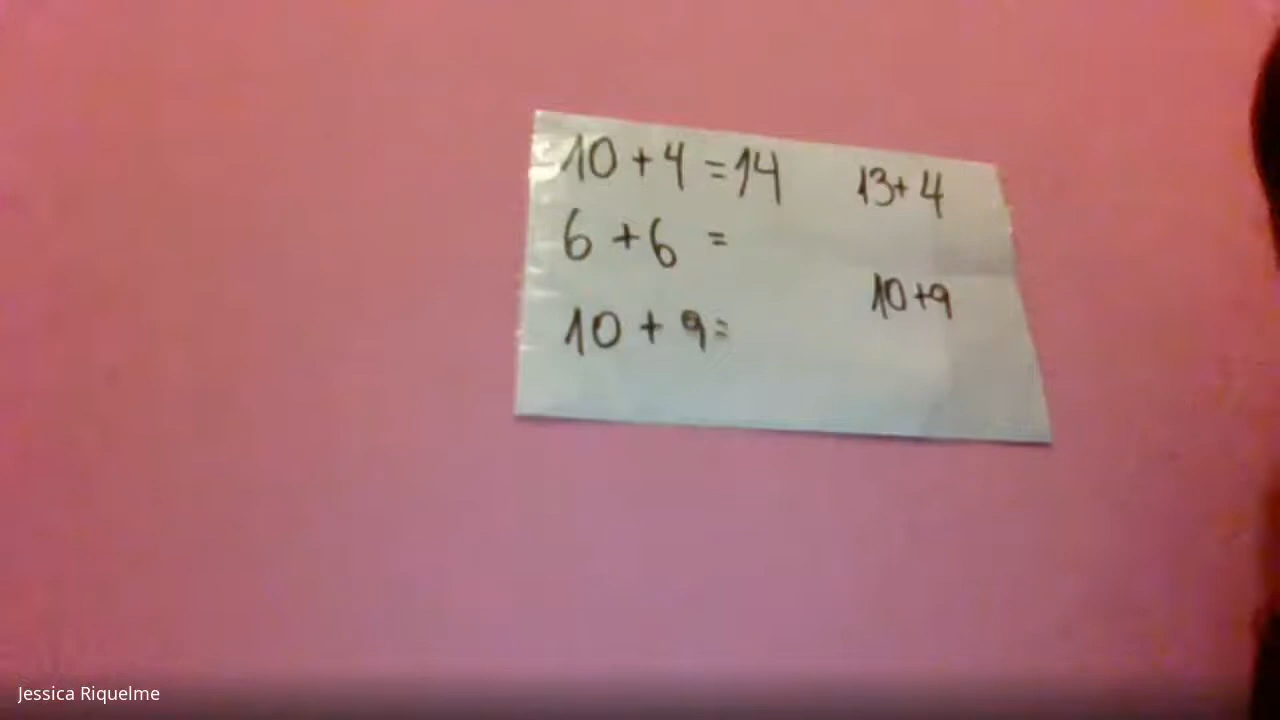 10 + 4 = 14
6 + 6 =
10 + 9 =
13 + 4
10 + 9
Jessica Riquelme